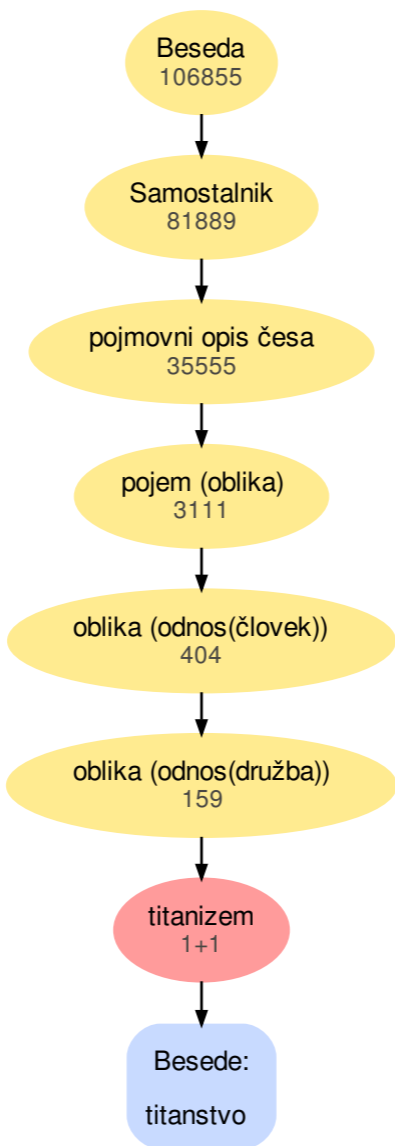 Beseda
106855
Samostalnik
81889
pojmovni opis česa
35555
pojem (oblika)
3111
oblika (odnos(človek))
404
oblika (odnos(družba))
159
titanizem
1+1
Besede:
titanstvo